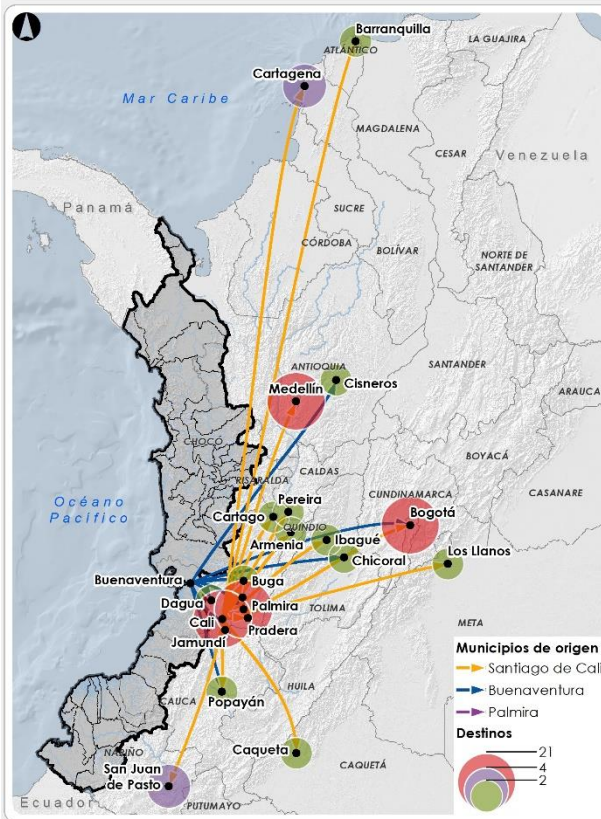 Barranquilla
ATLÁNTICO
LA GUAJIRA
Cartagena
Mar Caribe
MAGDALENA
CESAR
Venezuela
Panamá
SUCRE
CÓRDOBA
BOLÍVAR
NORTE DE
SANTANDER
ANTIOQUIA
Cisneros
Medellín
SANTANDER
ARAUCA
CHOCÓ
BOYACÁ
RISARALDA
CALDAS
CUNDINAMARCA
CASANARE
Océano
Pacífico
Pereira
Cartago
QUINDIO
Bogotá
Armenia
Ibagué
Los Llanos
Chicoral
Buenaventura
Buga
Dagua
Palmira
TOLIMA
Cali
Pradera
META
Jamundí
Municipios de origen
Santiago de Cali
Buenaventura
Palmira
Destinos
21
4
2
CAUCA
HUILA
Popayán
Caqueta
CAQUETÁ
NARIÑO
San Juan
de Pasto
Ecuador
PUTUMAYO